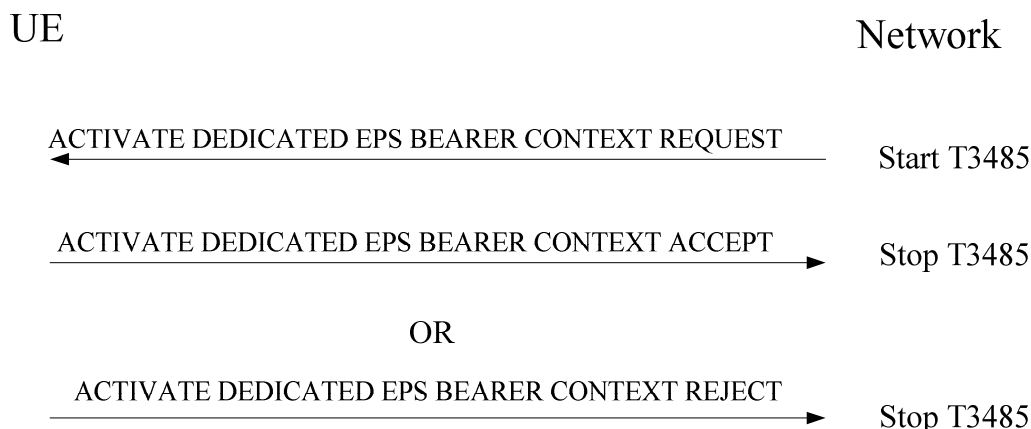 UE
Network
ACTIVATE DEDICATED EPS BEARER CONTEXT REQUEST
Start T3485
ACTIVATE DEDICATED EPS BEARER CONTEXT ACCEPT
Stop T3485
OR
ACTIVATE DEDICATED EPS BEARER CONTEXT REJECT
Stop T3485